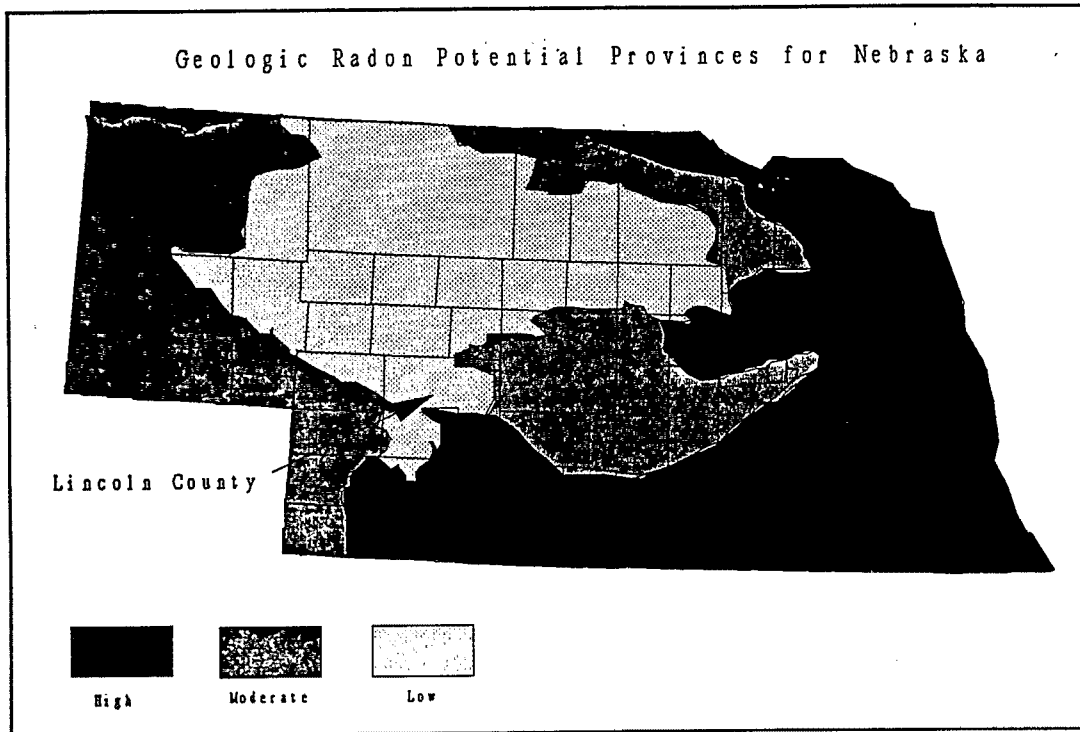 Geologic Radon Potential Provinces for Nebraska
Lincoln County
High
Moderate
Low